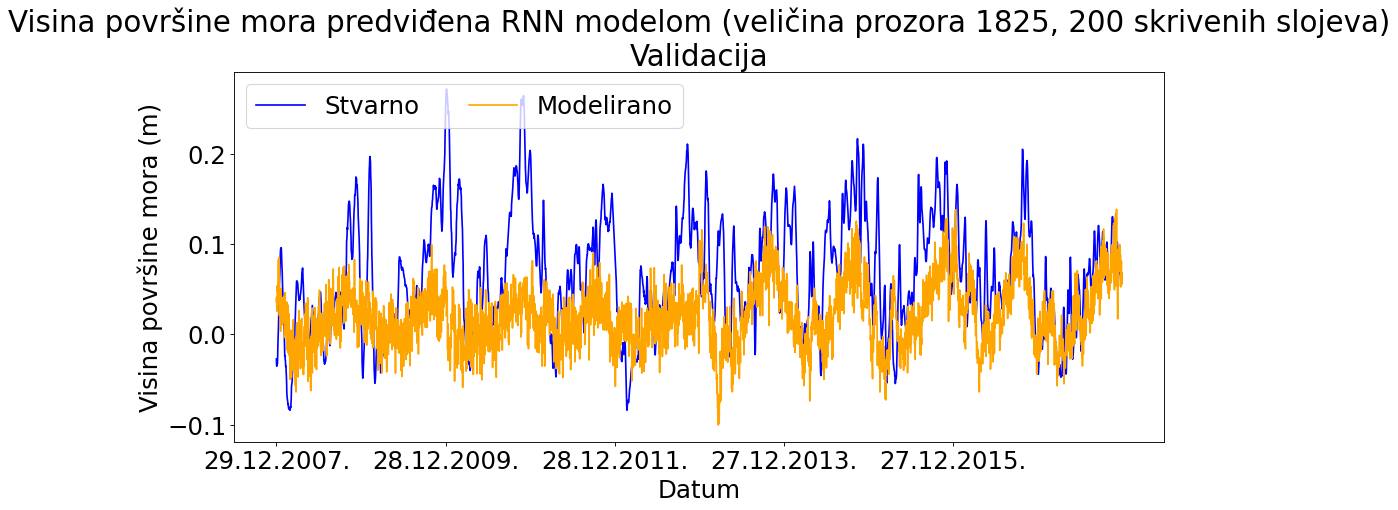 Visina površine mora predviđena RNN modelom (veličina prozora 1825, 200 skrivenih slojeva)
Validacija
Stvarno Modelirano
Visina površine mora (m)
0.2
0.1
0.0
−0.1
29.12.2007. 28.12.2009. 28.12.2011. 27.12.2013. 27.12.2015.
Datum